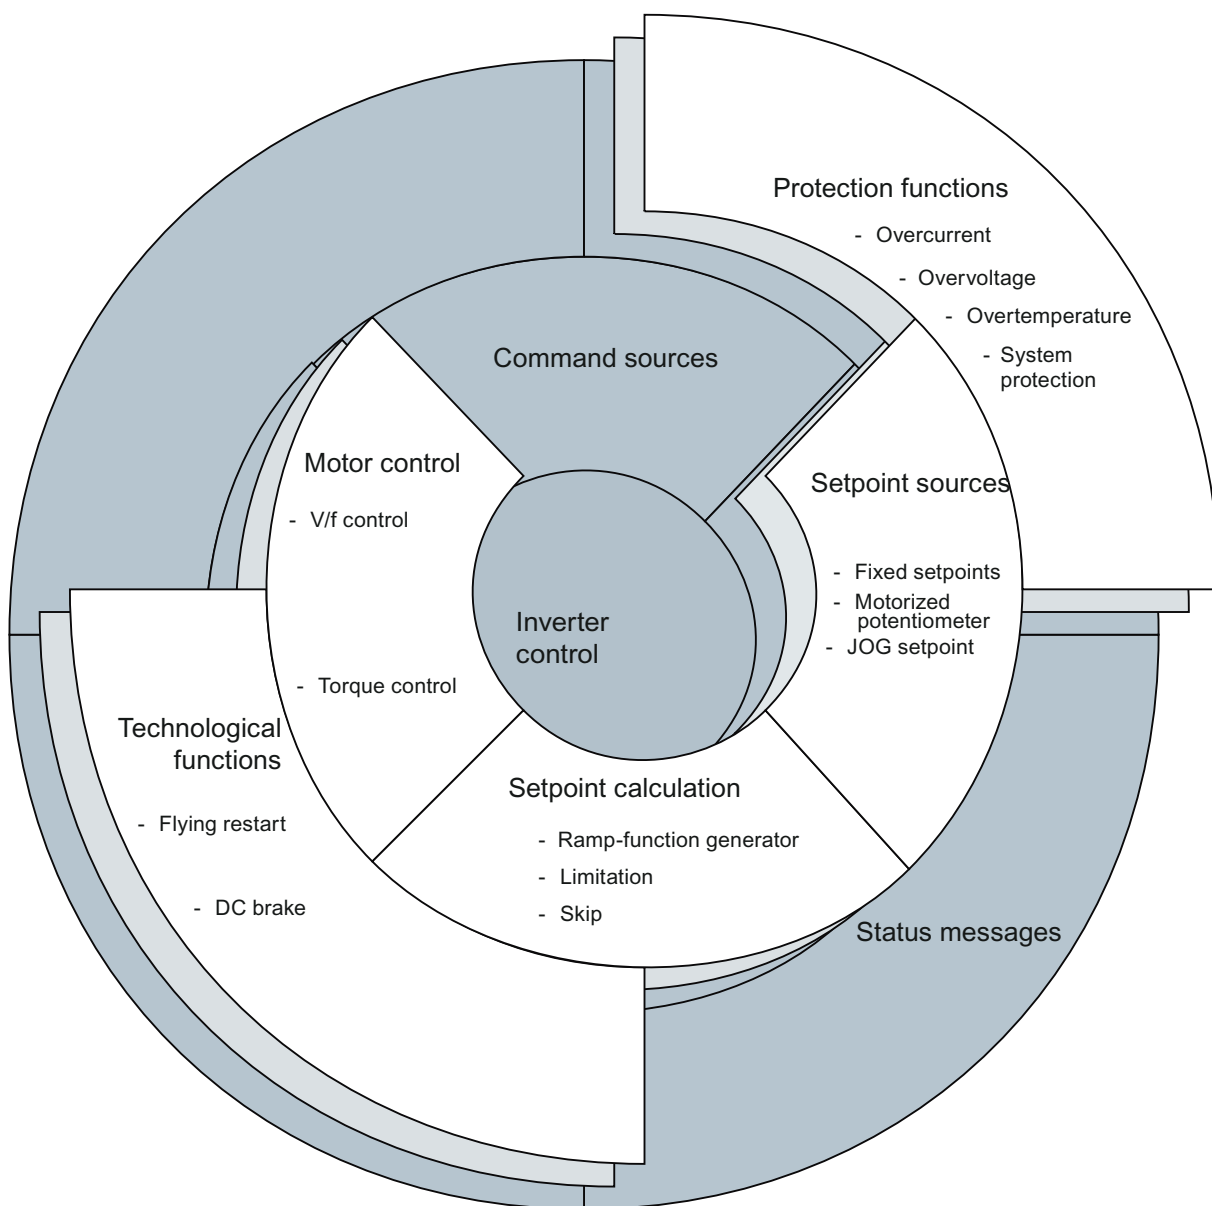 Protection functions
- Overcurrent
- Overvoltage
- Overtemperature
- System
protection
Command sources
Motor control
- V/f control
- Torque control
Setpoint sources
- Fixed setpoints
- Motorized
potentiometer
- JOG setpoint
Inverter
control
Technological
functions
- Flying restart
- DC brake
Setpoint calculation
- Ramp-function generator
- Limitation
- Skip
Status messages